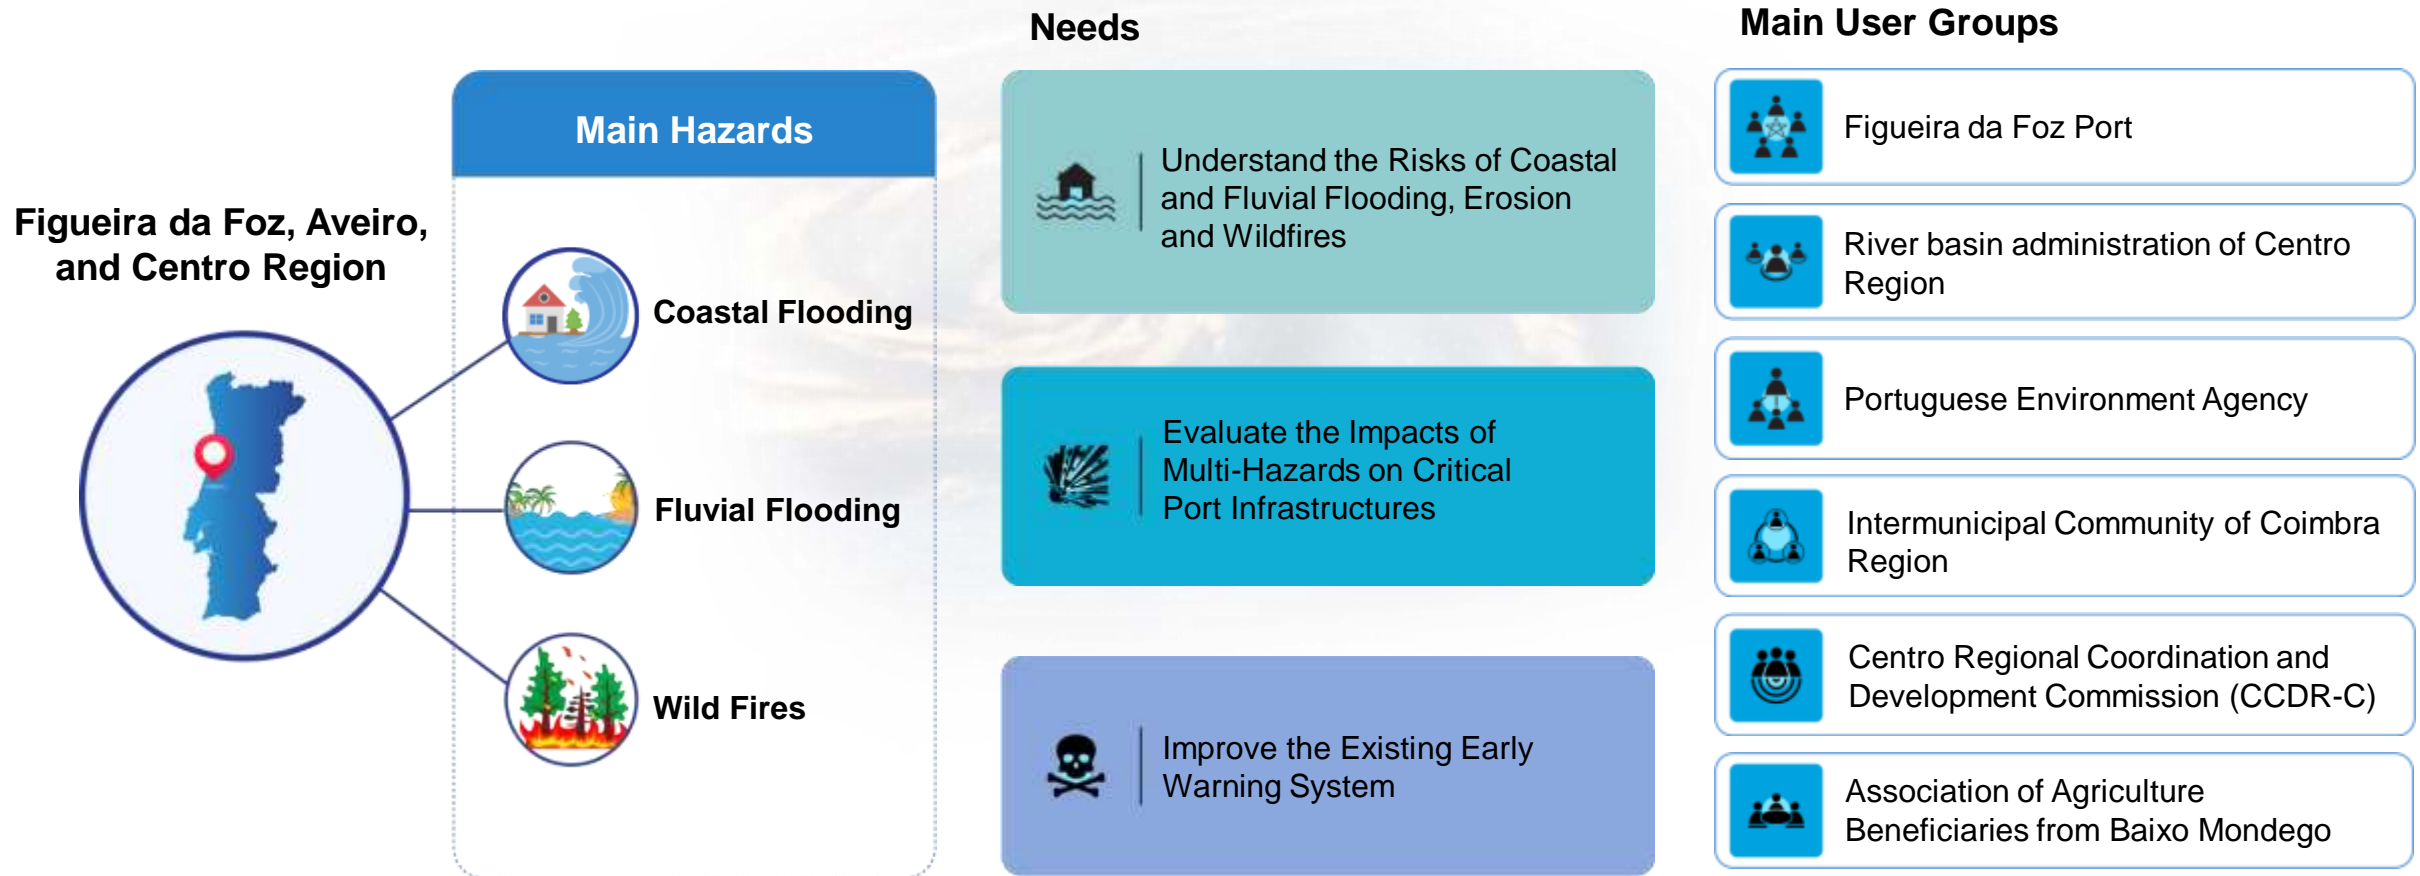 Figueira da Foz, Aveiro,
and Centro Region
Main Hazards
Coastal Flooding
Fluvial Flooding
Wild Fires
Needs
Understand the Risks of Coastal
and Fluvial Flooding, Erosion
and Wildfires
Evaluate the Impacts of
Multi-Hazards on Critical
Port Infrastructures
Improve the Existing Early
Warning System
Main User Groups
Figueira da Foz Port
River basin administration of Centro
Region
Portuguese Environment Agency
Intermunicipal Community of Coimbra
Region
Centro Regional Coordination and
Development Commission (CCDR-C)
Association of Agriculture
Beneficiaries from Baixo Mondego